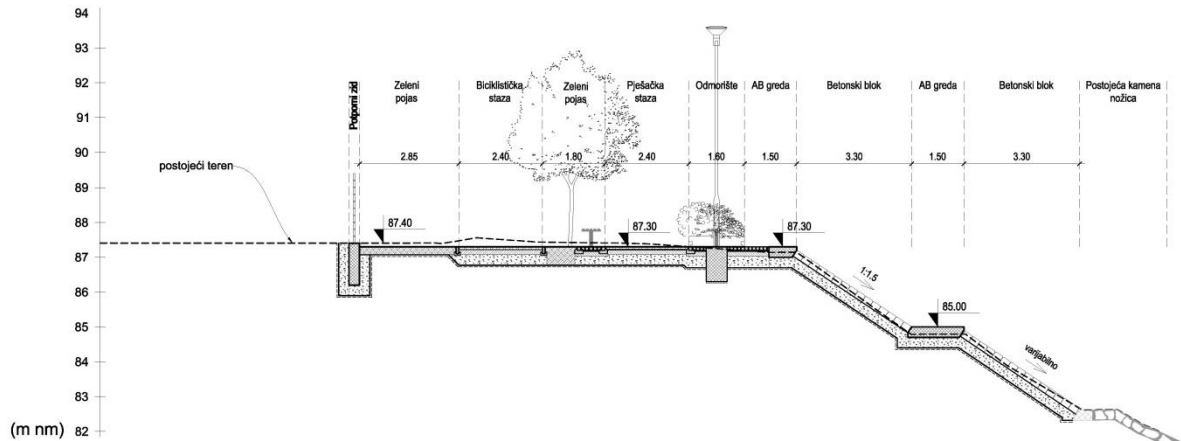 94
93
92
91
90
89
88
87
86
85
84
83
82
(m nm)
postojeći teren
Potporni zid
Zeleni
pojas
Biciklistička
staza
Zeleni
pojas
Pješačka
staza
Odmorište
AB greda
Betonski blok
AB greda
Betonski blok
Postojeća kamena
nožica
2.85
2.40
1.80
2.40
1.60
1.50
3.30
1.50
3.30
87.40
87.30
87.30
1:1.5
85.00
varijabilno